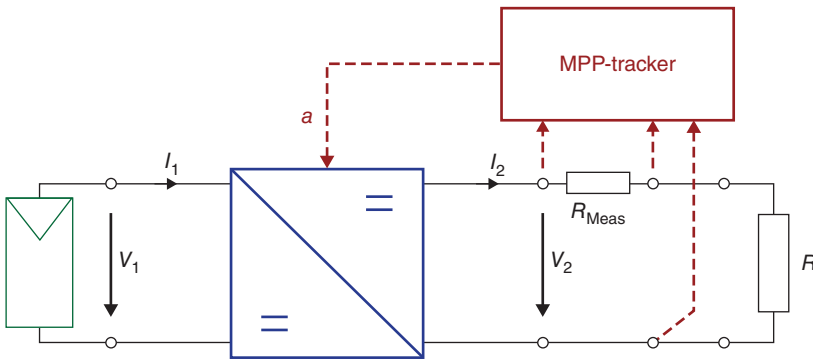 MPP-tracker
a
I1
I2
RMeas
R
V1
V2